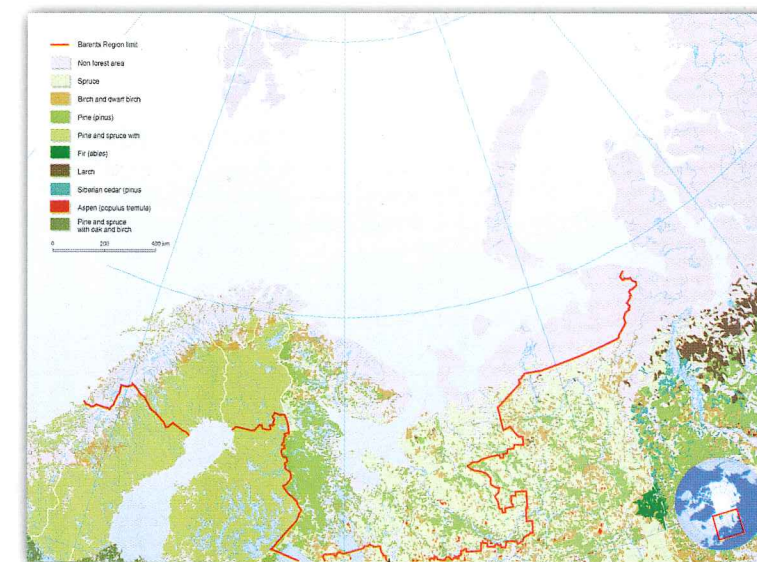 Barents Region limit
Non forest area
Spruce
Birch and dwarf birch
Pine (pinus)
Pine and spruce with
Fir (abies)
Larch
Siberian cedar (pinus
Aspen (populus tremula)
Pine and spruce
with oak and birch
0 200 400 km